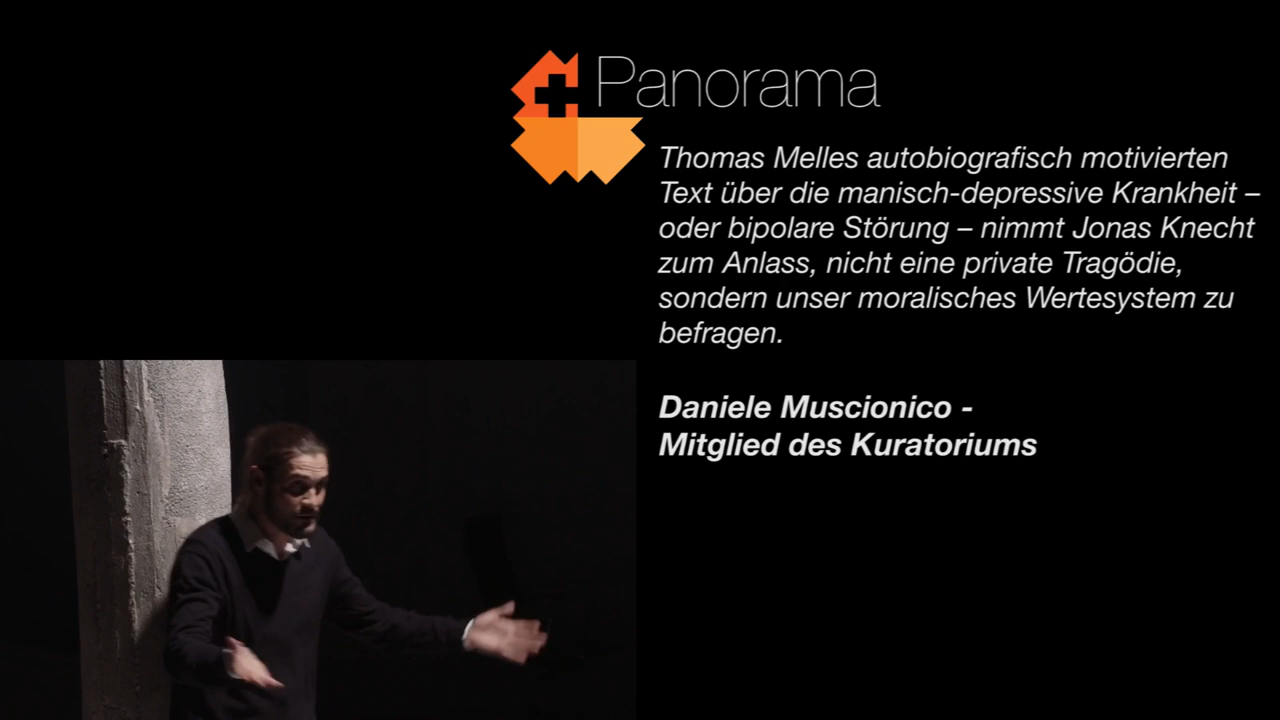 Panorama
Thomas Melles autobiografisch motivierten
Text über die manisch-depressive Krankheit –
oder bipolare Störung – nimmt Jonas Knecht
zum Anlass, nicht eine private Tragödie,
sondern unser moralisches Wertesystem zu
befragen.
Daniele Muscionico -
Mitglied des Kuratoriums